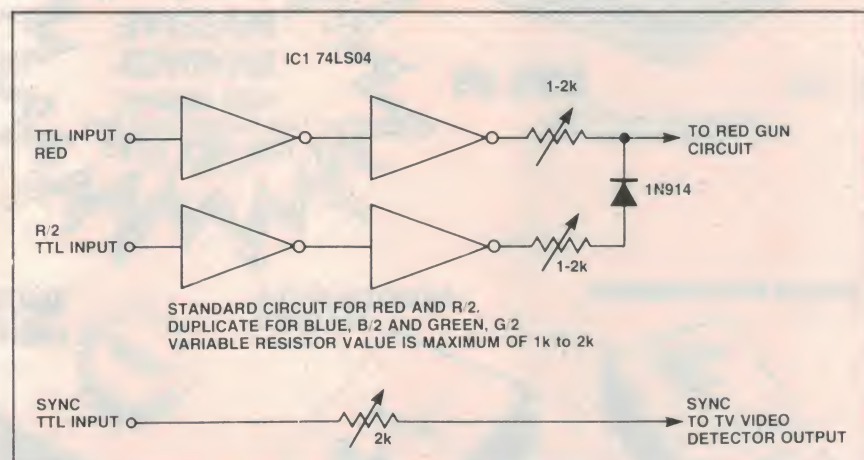 IC1 74LS04
1-2k
TTL INPUT
RED
TO RED GUN
CIRCUIT
1N914
R/2
TTL INPUT
1-2k
STANDARD CIRCUIT FOR RED AND R/2.
DUPLICATE FOR BLUE, B/2 AND GREEN, G/2
VARIABLE RESISTOR VALUE IS MAXIMUM OF 1k to 2k
SYNC
TTL INPUT
2k
SYNC
TO TV VIDEO
DETECTOR OUTPUT